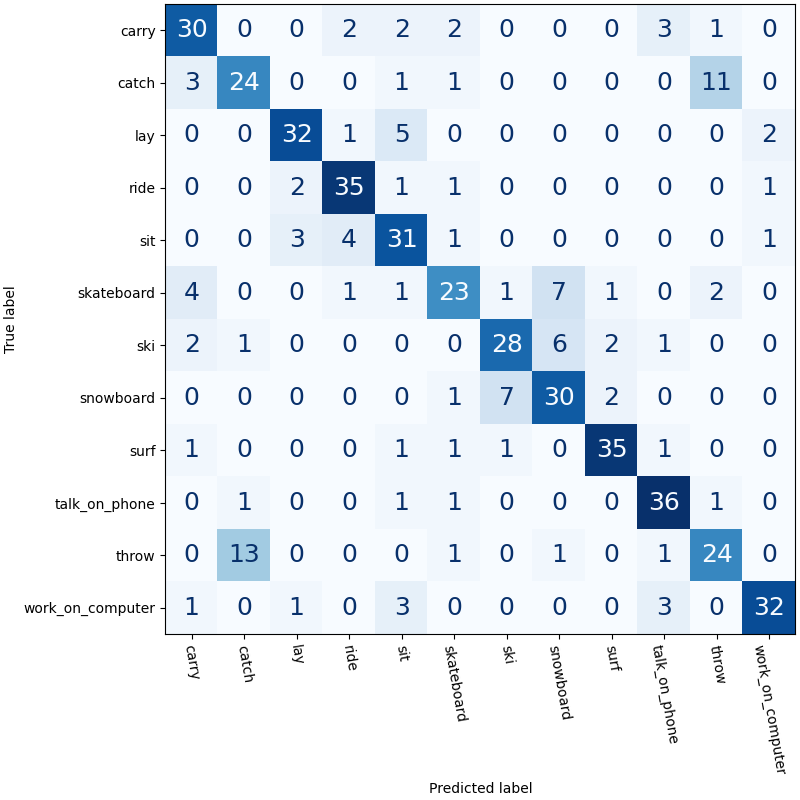 carry 30 0 0 2 2 2 0 0 0 3 1 0
catch 3 24 0 0 1 1 0 0 0 0 11 0
lay 0 0 32 1 5 0 0 0 0 0 0 2
ride 0 0 2 35 1 1 0 0 0 0 0 1
sit 0 0 3 4 31 1 0 0 0 0 0 1
skateboard 4 0 0 1 1 23 1 7 1 0 2 0
ski 2 1 0 0 0 0 28 6 2 1 0 0
snowboard 0 0 0 0 0 1 7 30 2 0 0 0
surf 1 0 0 0 1 1 1 0 35 1 0 0
talk_on_phone 0 1 0 0 1 1 0 0 0 36 1 0
throw 0 13 0 0 0 1 0 1 0 1 24 0
work_on_computer 1 0 1 0 3 0 0 0 0 3 0 32
True label
carry catch lay ride sit skateboard ski snowboard surf talk_on_phone throw work_on_computer
Predicted label